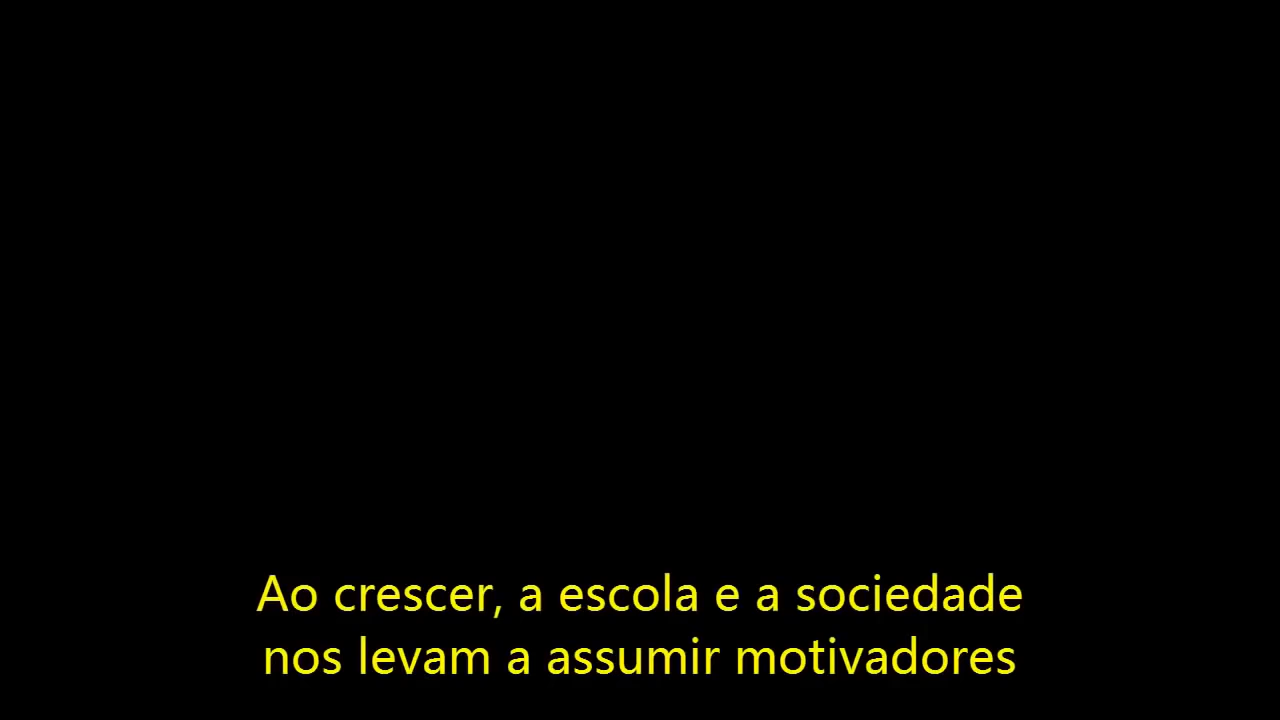 Ao crescer, a escola e a sociedade
nos levam a assumir motivadores